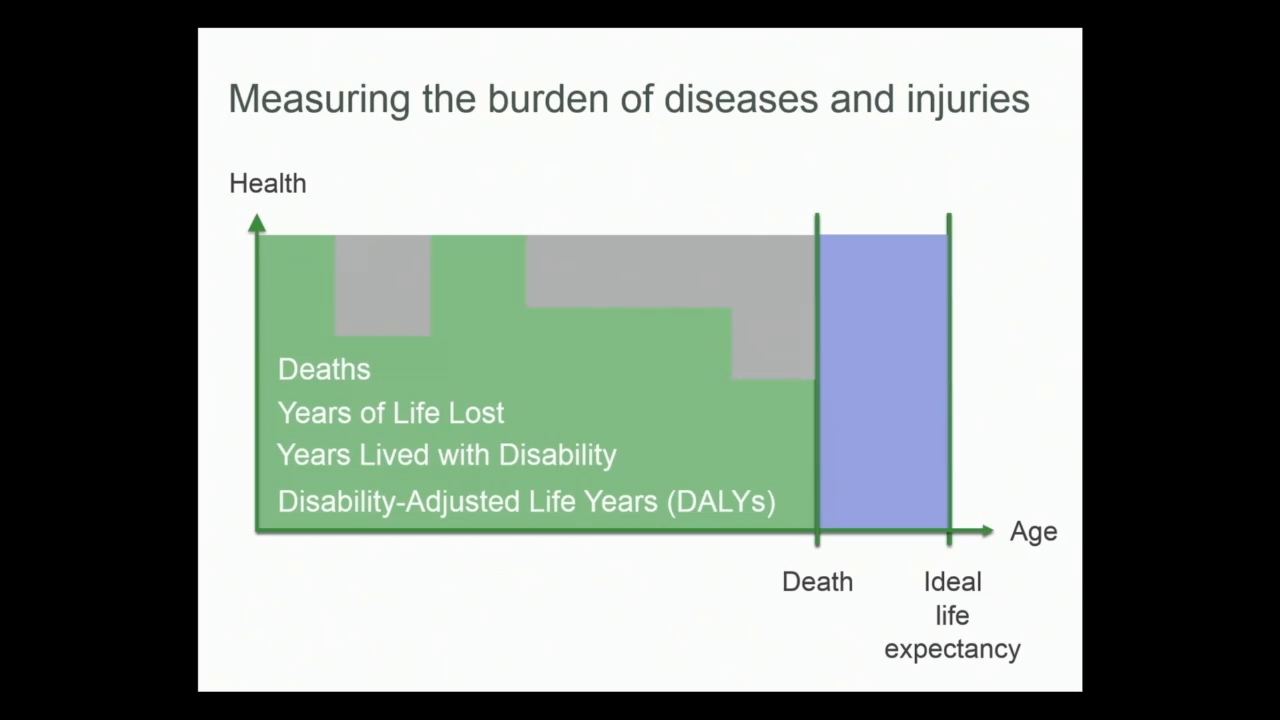 Measuring the burden of diseases and injuries
Health
Deaths
Years of Life Lost
Years Lived with Disability
Disability-Adjusted Life Years (DALYs)
Age
Death
Ideal
life
expectancy